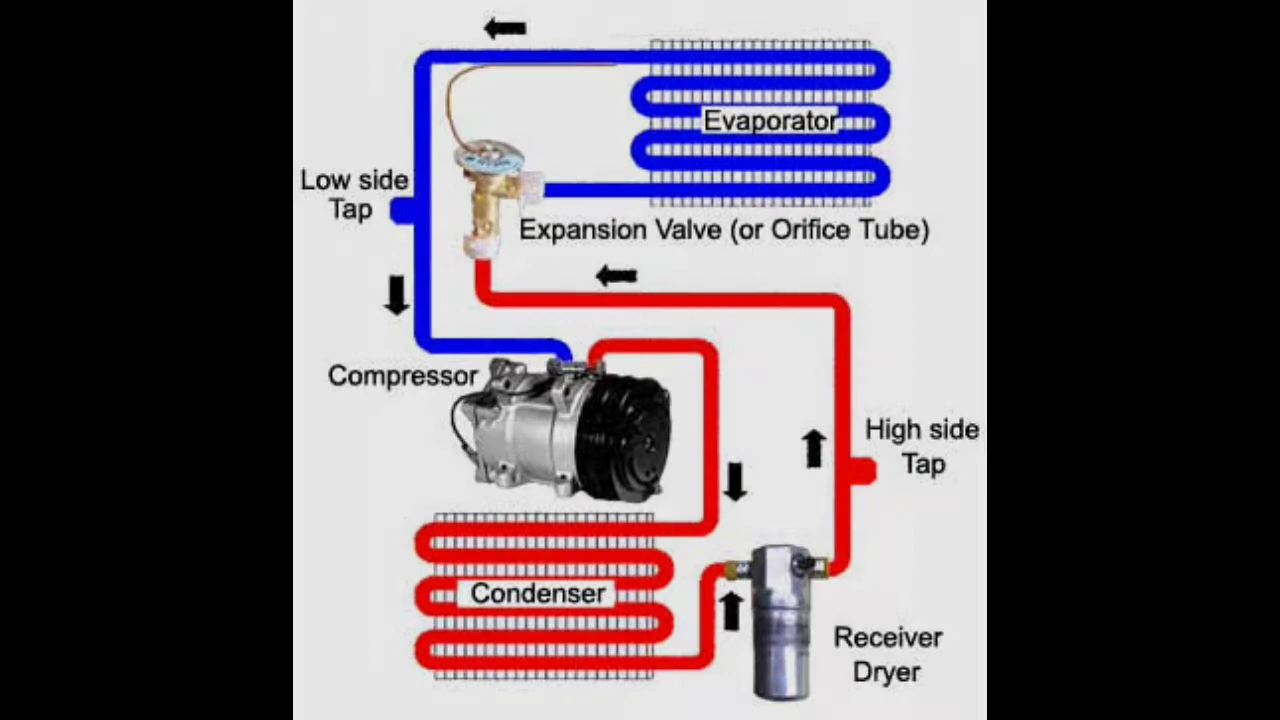 Evaporator
Low side
Tap
Expansion Valve (or Orifice Tube)
Compressor
High side
Tap
Condenser
Receiver
Dryer